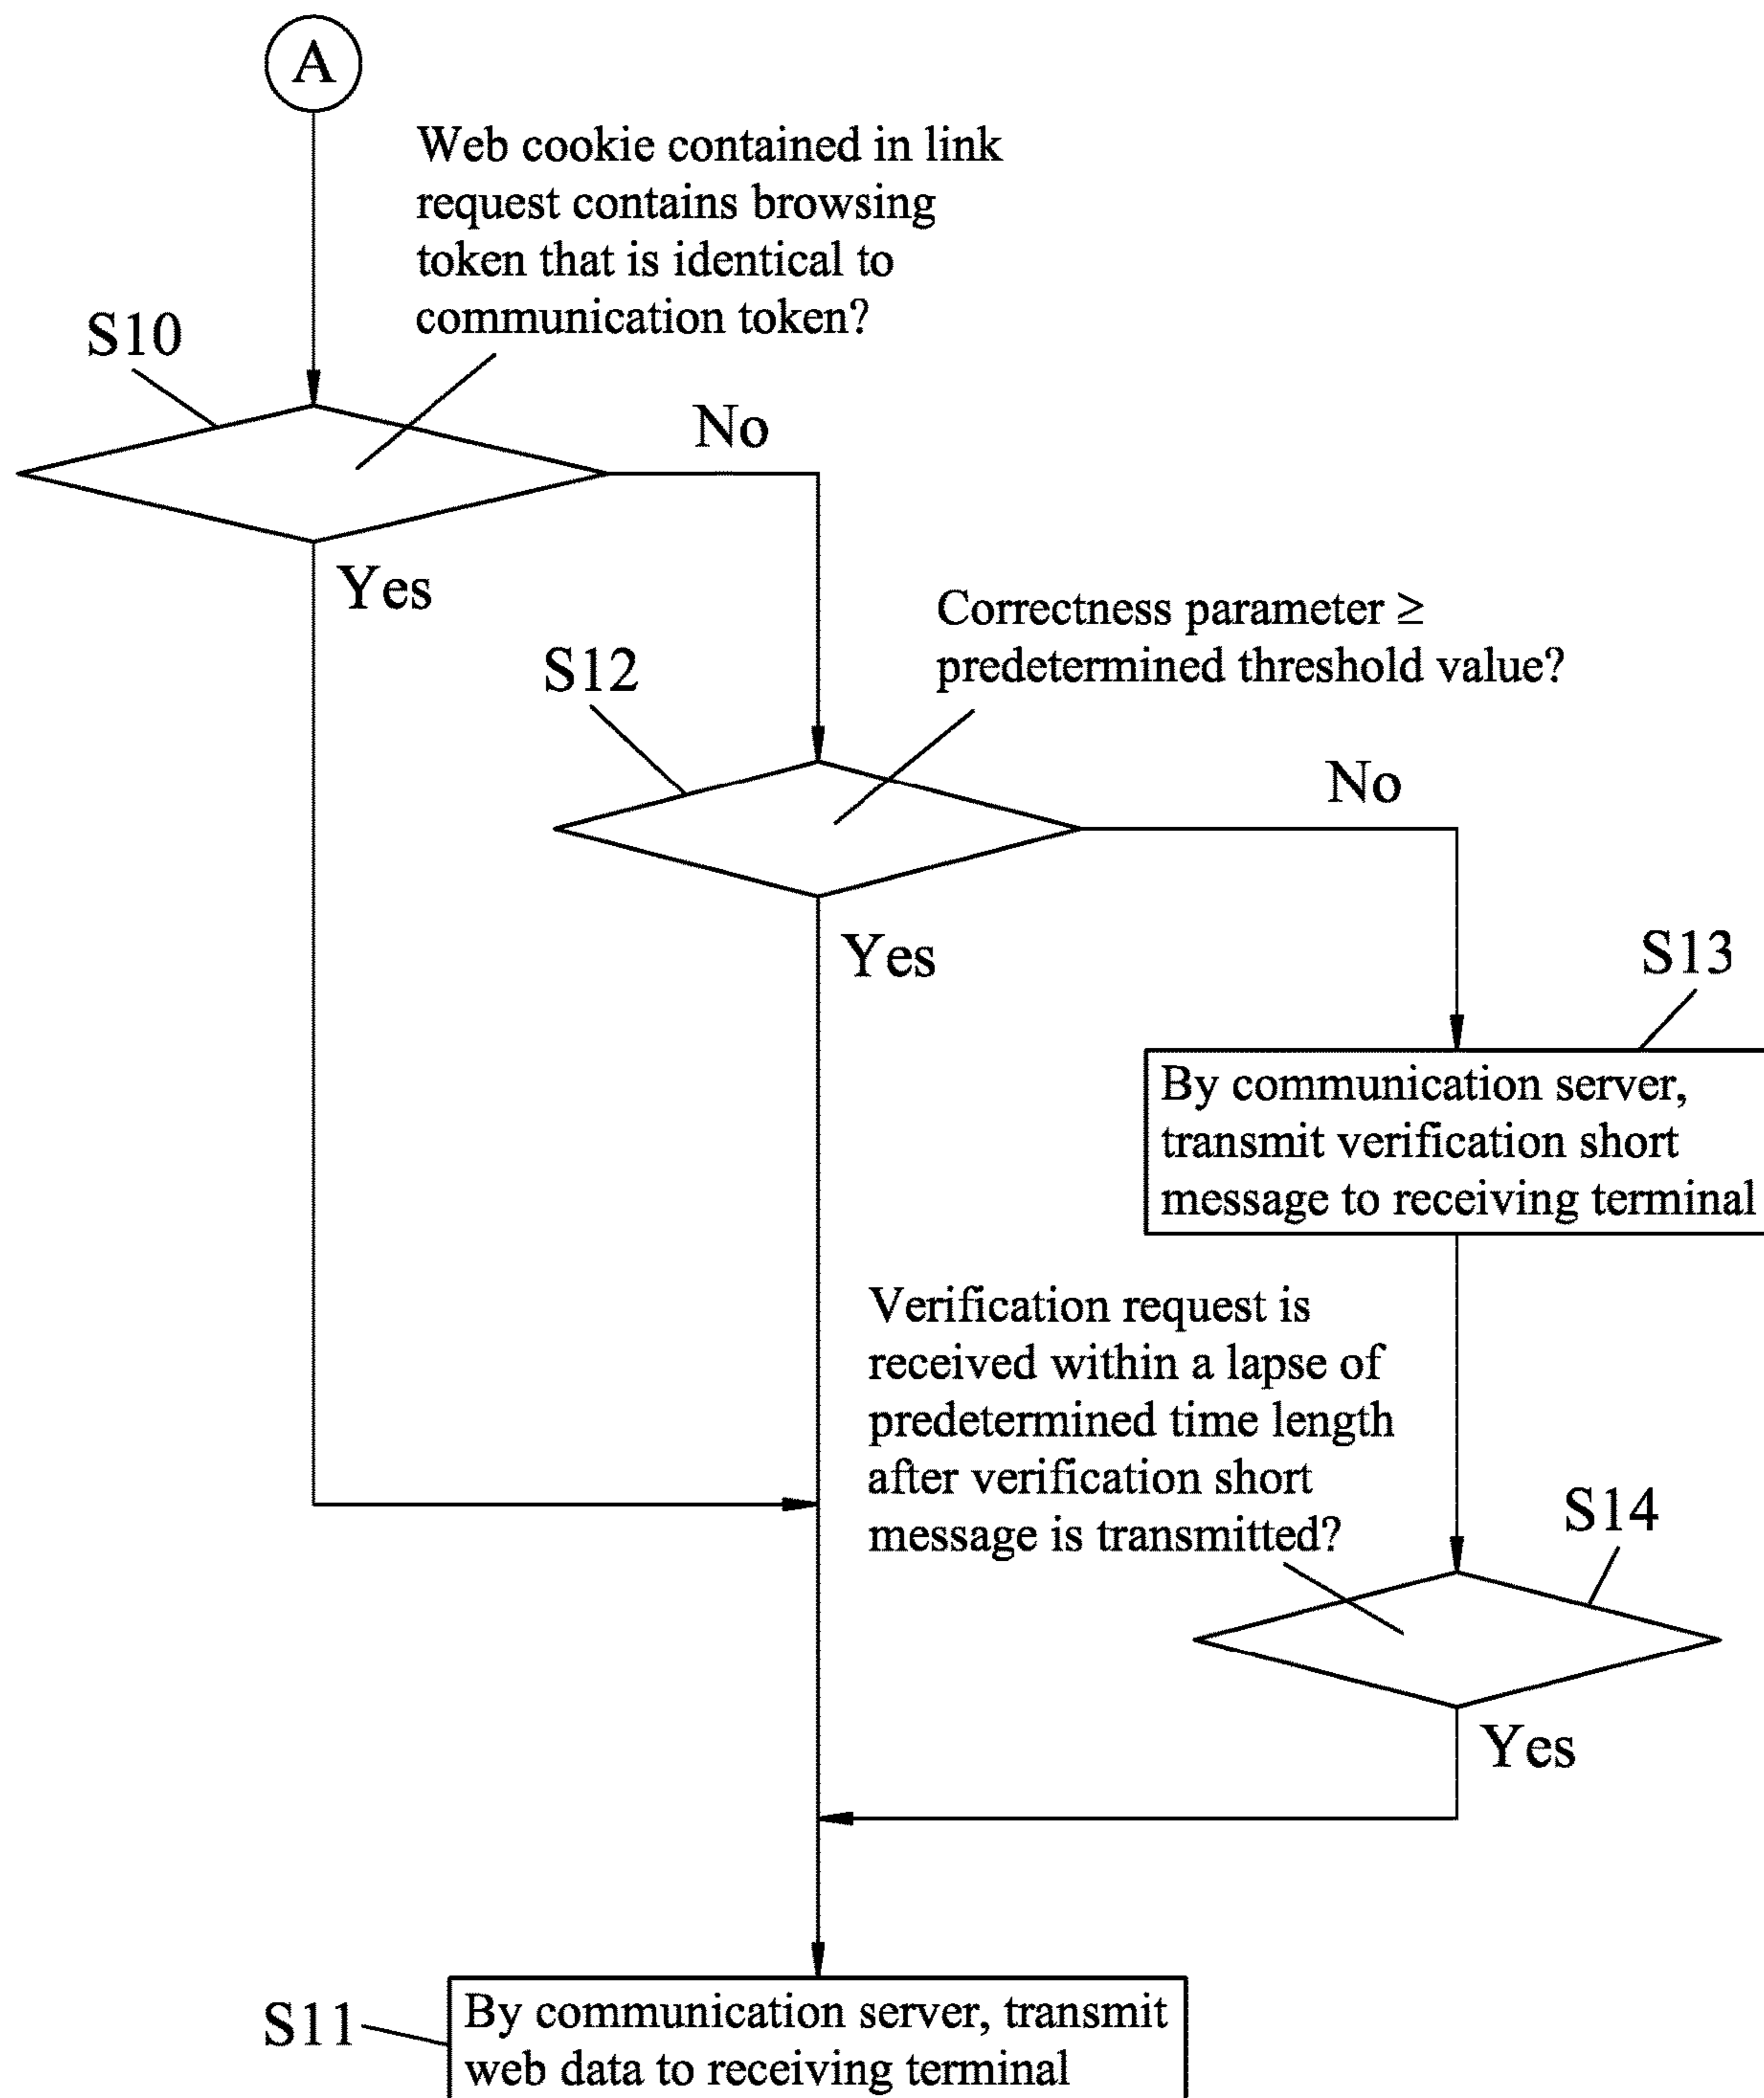 A
Web cookie contained in link
request contains browsing
token that is identical to
communication token?
S10
No
Yes
Correctness parameter ≥
predetermined threshold value?
S12
No
Yes
S13
By communication server,
transmit verification short
message to receiving terminal
Verification request is
received within a lapse of
predetermined time length
after verification short
message is transmitted?
S14
Yes
S11
By communication server, transmit
web data to receiving terminal